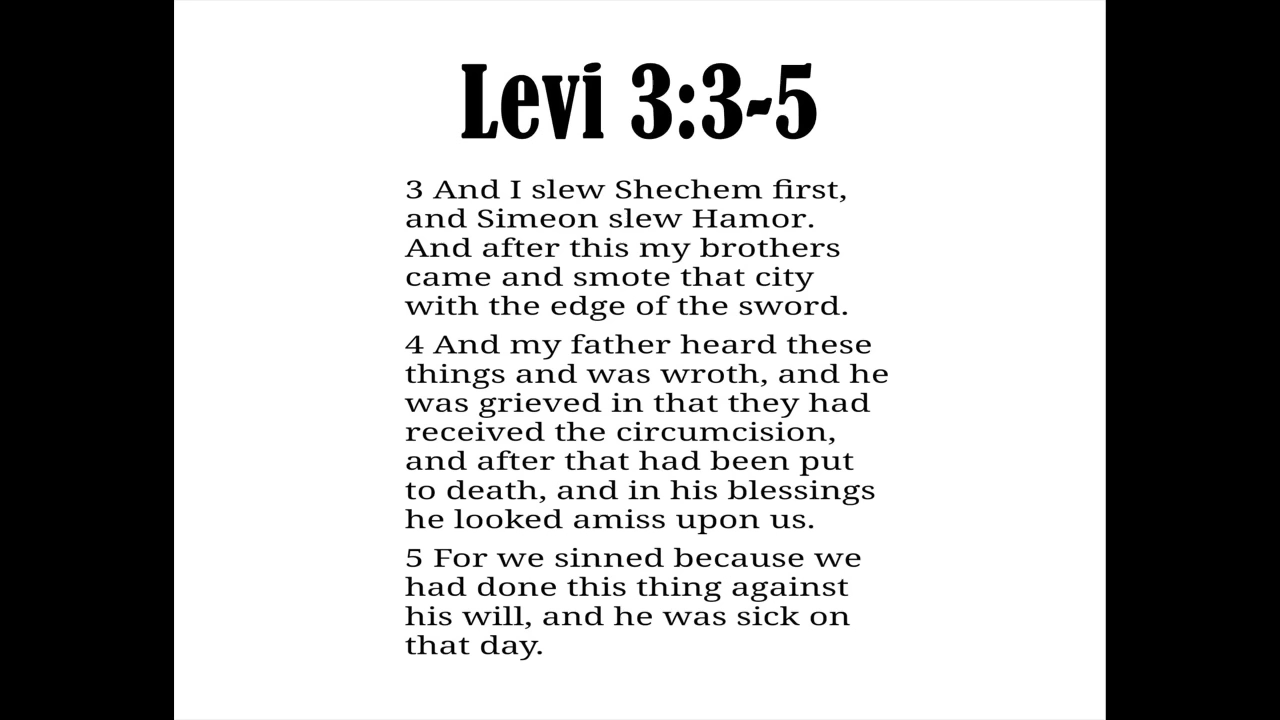 Levi 3:3-5
3 And I slew Shechem first,
and Simeon slew Hamor.
And after this my brothers
came and smote that city
with the edge of the sword.
4 And my father heard these
things and was wroth, and he
was grieved in that they had
received the circumcision,
and after that had been put
to death, and in his blessings
he looked amiss upon us.
5 For we sinned because we
had done this thing against
his will, and he was sick on
that day.